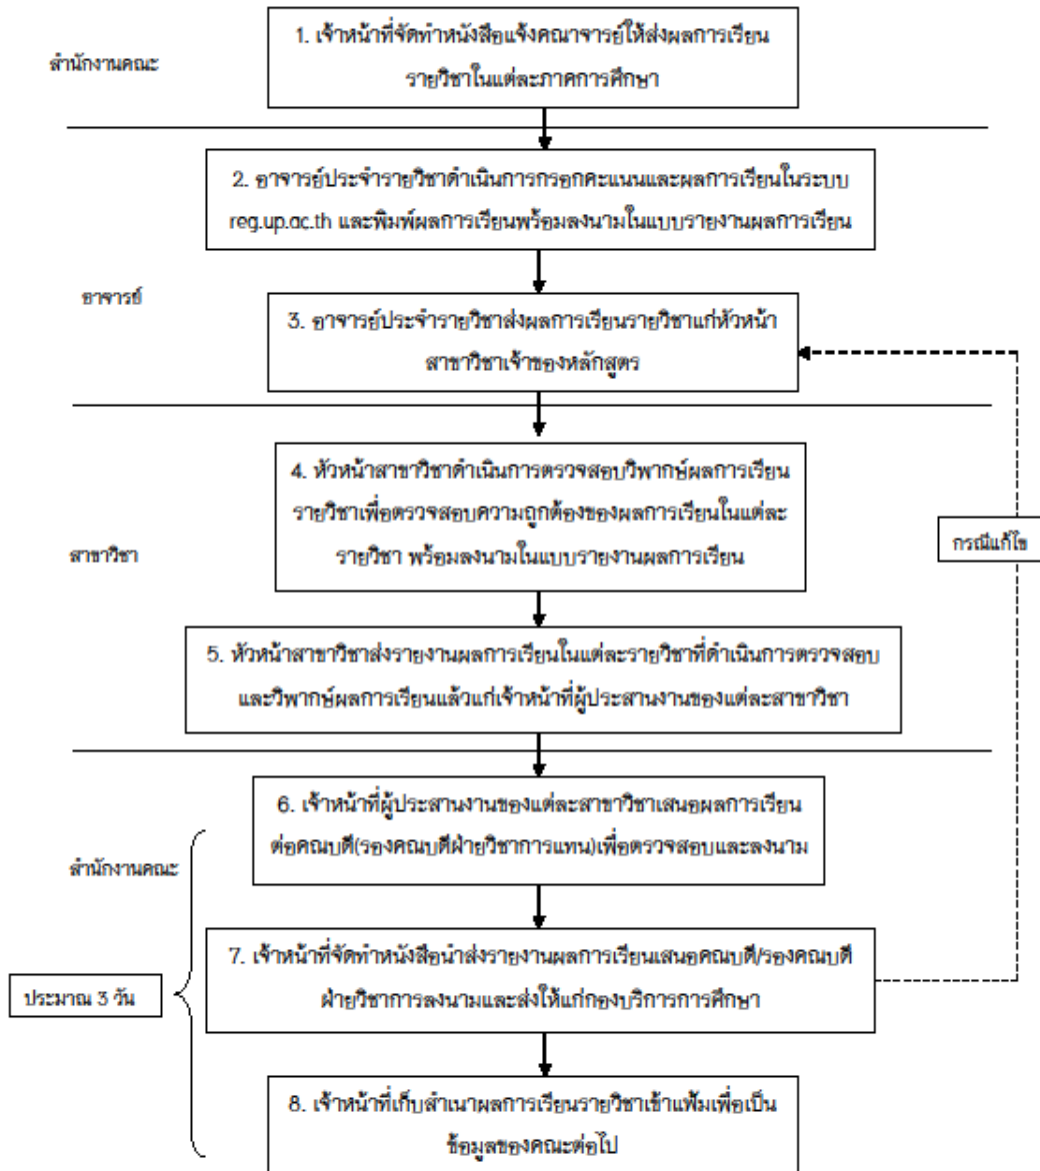 สำนักงานคณะ
1. เจ้าหน้าที่จัดทำหนังสือแจ้งคณาจารย์ให้ส่งผลการเรียน
รายวิชาในแต่ละภาคการศึกษา
2. อาจารย์ประจำรายวิชาดำเนินการกรอกคะแนนและผลการเรียนในระบบ
reg.up.ac.th และพิมพ์ผลการเรียนพร้อมลงนามในแบบรายงานผลการเรียน
อาจารย์
3. อาจารย์ประจำรายวิชาส่งผลการเรียนรายวิชาแก่หัวหน้า
สาขาวิชาเจ้าของหลักสูตร
4. หัวหน้าสาขาวิชาดำเนินการตรวจสอบวิพากษ์ผลการเรียน
รายวิชาเพื่อตรวจสอบความถูกต้องของผลการเรียนในแต่ละ
รายวิชา พร้อมลงนามในแบบรายงานผลการเรียน
สาขาวิชา
กรณีแก้ไข
5. หัวหน้าสาขาวิชาส่งรายงานผลการเรียนในแต่ละรายวิชาที่ดำเนินการตรวจสอบ
และวิพากษ์ผลการเรียนแล้วแก่เจ้าหน้าที่ผู้ประสานงานของแต่ละสาขาวิชา
6. เจ้าหน้าที่ผู้ประสานงานของแต่ละสาขาวิชาเสนอผลการเรียน
ต่อคณบดี(รองคณบดีฝ่ายวิชาการแทน)เพื่อตรวจสอบและลงนาม
สำนักงานคณะ
7. เจ้าหน้าที่จัดทำหนังสือนำส่งรายงานผลการเรียนเสนอคณบดี/รองคณบดี
ฝ่ายวิชาการลงนามและส่งให้แก่กองบริการการศึกษา
ประมาณ 3 วัน
8. เจ้าหน้าที่เก็บสำเนาผลการเรียนรายวิชาเข้าแฟ้มเพื่อเป็น
ข้อมูลของคณะต่อไป